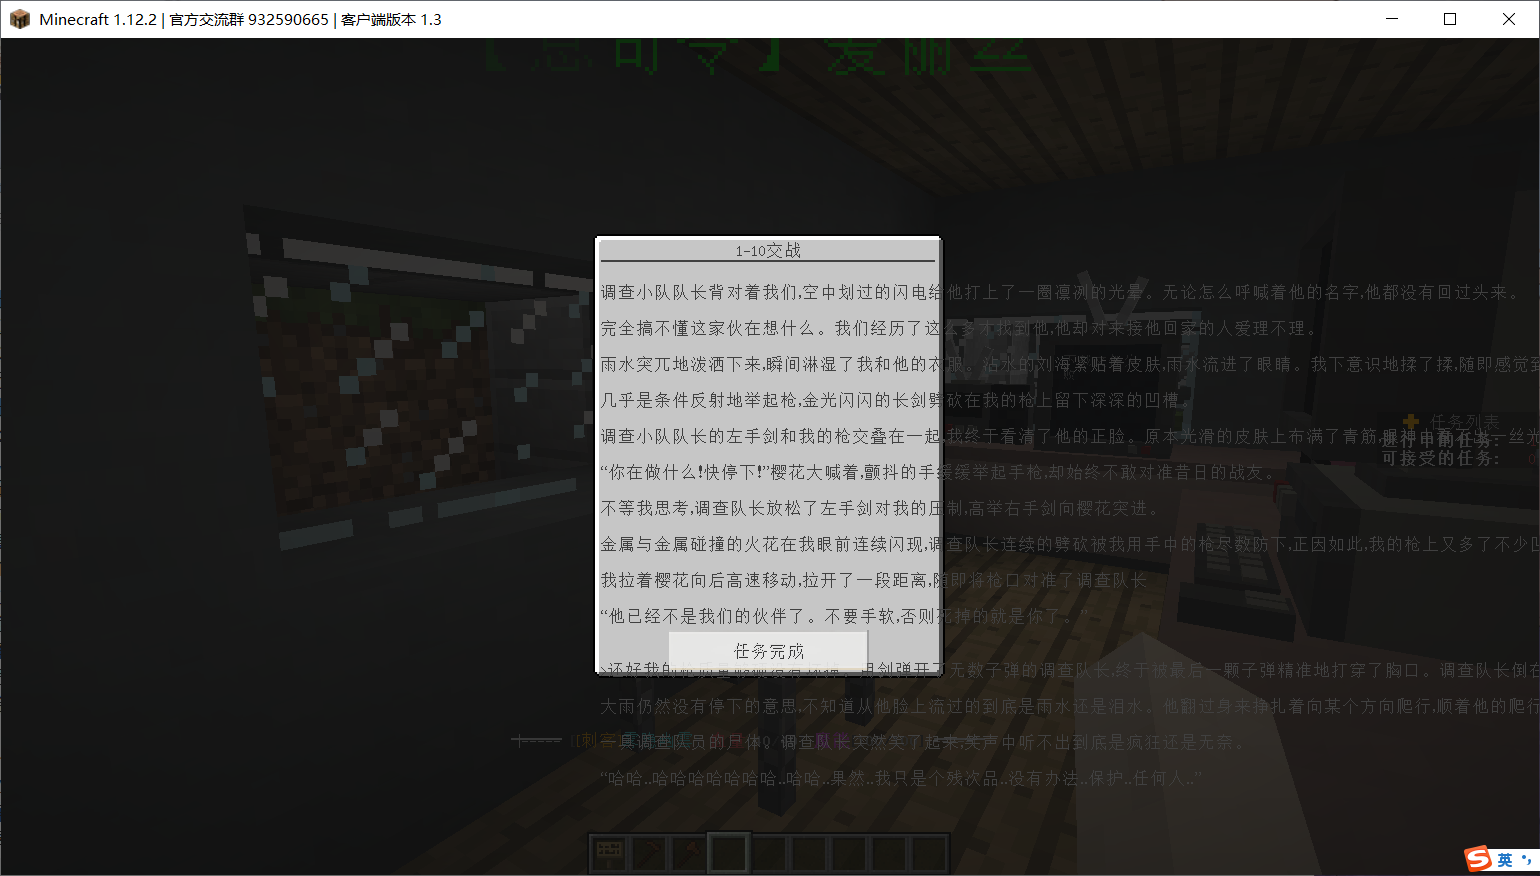 Minecraft 1.12.2 | 官方交流群 932590665 | 客户端版本 1.3
【总司令】爱丽丝
1-10交战
调查小队队长背对着我们,空中划过的闪电给他打上了一圈凛冽的光晕。无论怎么呼喊着他的名字,他都没有回过头来。
完全搞不懂这家伙在想什么。我们经历了这么多才找到他,他却对来接他回家的人爱理不理。
雨水突兀地泼洒下来,瞬间淋湿了我和他的衣服。沾水的刘海紧贴着皮肤,雨水流进了眼睛。我下意识地揉了揉,随即感觉到
几乎是条件反射地举起枪,金光闪闪的长剑劈砍在我的枪上留下深深的凹槽。
任务列表
调查小队队长的左手剑和我的枪交叠在一起,我终于看清了他的正脸。原本光滑的皮肤上布满了青筋,眼神
进行中的任务:
可接受的任务:
“你在做什么!快停下!”樱花大喊着,颤抖的手缓缓举起手枪,却始终不敢对准昔日的战友。
不等我思考,调查队长放松了左手剑对我的压制,高举右手剑向樱花突进。
金属与金属碰撞的火花在我眼前连续闪现,调查队长连续的劈砍被我用手中的枪尽数防下,正因如此,我的枪上又多了不少凹
我拉着樱花向后高速移动,拉开了一段距离,随即将枪口对准了调查队长
“他已经不是我们的伙伴了。不要手软,否则死掉的就是你了。”
任务完成
>还好我的 用剑弹开了无数子弹的调查队长,终于被最后一颗子弹精准地打穿了胸口。调查队长倒在
大雨仍然没有停下的意思,不知道从他脸上流过的到底是雨水还是泪水。他翻过身来挣扎着向某个方向爬行,顺着他的爬行
[刺客] 一具调查队员的尸体。调查队长突然笑了起来,笑声中听不出到底是疯狂还是无奈。
“哈哈..哈哈哈哈哈哈哈..哈哈..果然..我只是个残次品..没有办法..保护..任何人..”
英